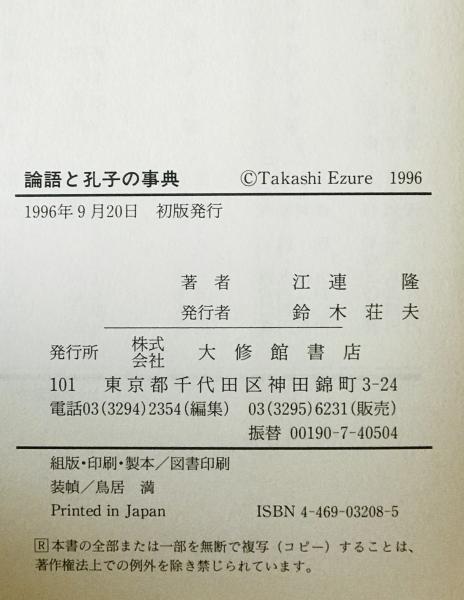 論語と孔子の事典　©Takashi Ezure 1996
1996年9月20日　初版発行
著者　江連　隆
発行者　鈴木荘夫
発行所　株式会社　大修館書店
101　東京都千代田区神田錦町3-24
電話03(3294)2354(編集)　03(3295)6231(販売)
振替 00190-7-40504
組版・印刷・製本／図書印刷
装幀／鳥居　満
Printed in Japan　ISBN 4-469-03208-5
Ⓡ本書の全部または一部を無断で複写（コピー）することは、
著作権法上での例外を除き禁じられています。